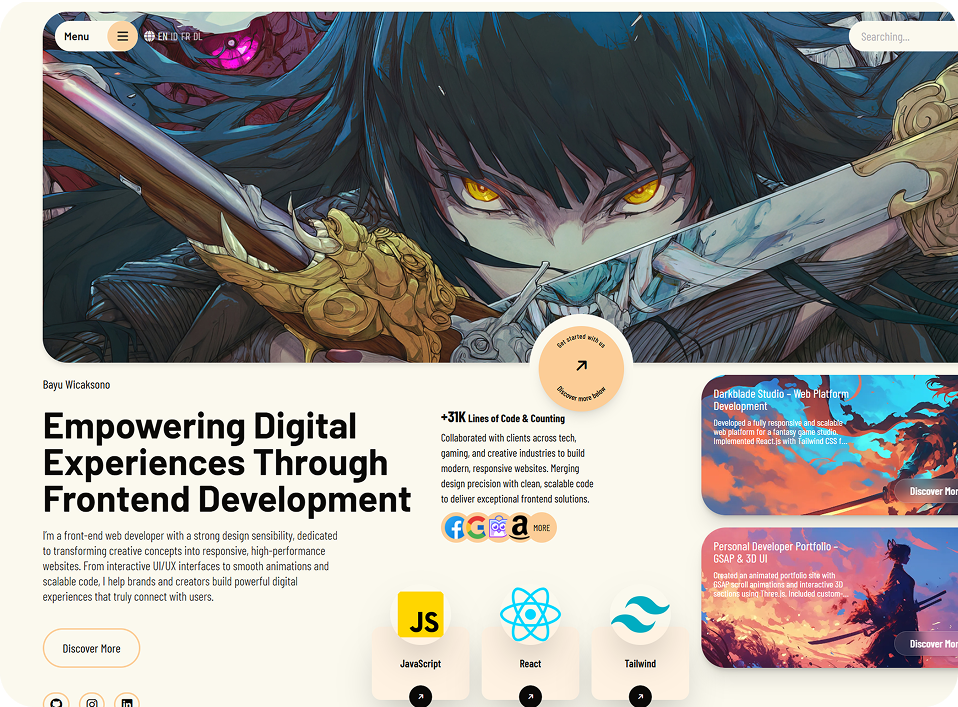 Menu
EN ID FR DL
Searching...
Get started with us
Discover more below
Bayu Wicaksono
Empowering Digital
Experiences Through
Frontend Development
I'm a front-end web developer with a strong design sensibility, dedicated
to transforming creative concepts into responsive, high-performance
websites. From interactive UI/UX interfaces to smooth animations and
scalable code, I help brands and creators build powerful digital
experiences that truly connect with users.
Discover More
+31K Lines of Code & Counting
Collaborated with clients across tech,
gaming, and creative industries to build
modern, responsive websites. Merging
design precision with clean, scalable code
to deliver exceptional frontend solutions.
MORE
JS
JavaScript
React
Tailwind
Darkblade Studio – Web Platform
Development
Developed a fully responsive and scalable
web platform for a fantasy game studio.
Implemented React.js with Tailwind CSS f...
Discover Mor
Personal Developer Portfolio –
GSAP & 3D UI
Created an animated portfolio site with
GSAP scroll animations and interactive 3D
sections using Three.js. Included custom-...
Discover Mor